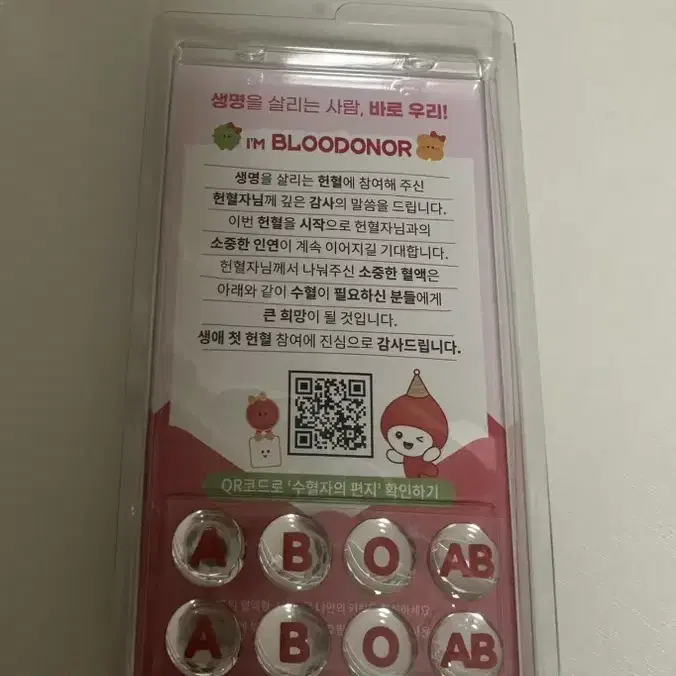 생명을 살리는 사람, 바로 우리!
I'M BLOODONOR
생명을 살리는 헌혈에 참여해 주신
헌혈자님께 깊은 감사의 말씀을 드립니다.
이번 헌혈을 시작으로 헌혈자님과의
소중한 인연이 계속 이어지길 기대합니다.
헌혈자님께서 나눠주신 소중한 혈액은
아래와 같이 수혈이 필요하신 분들에게
큰 희망이 될 것입니다.
생애 첫 헌혈 참여에 진심으로 감사드립니다.
QR코드로 '수혈자의 편지' 확인하기
A B O AB
나만의
A B O AB